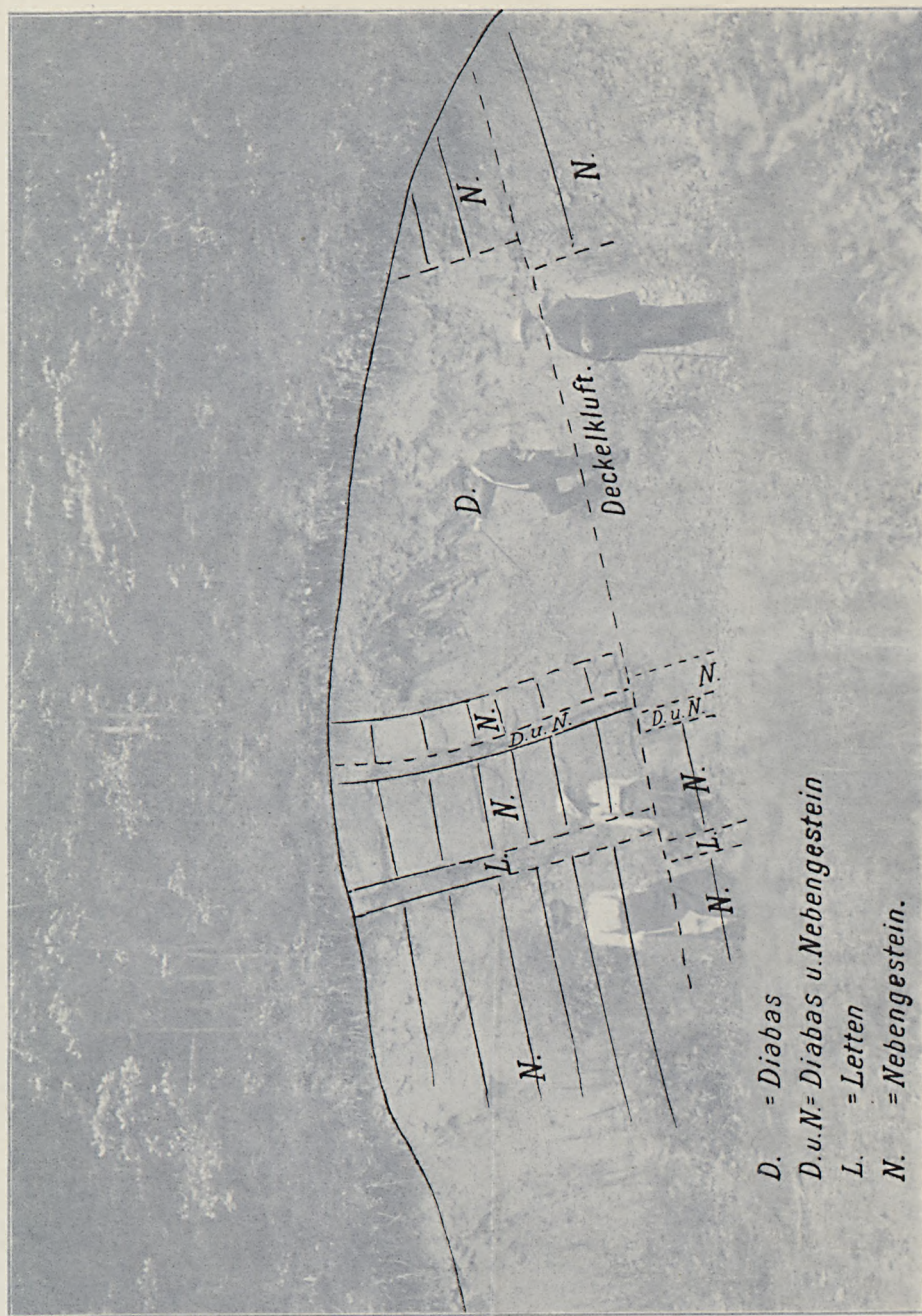 D.
N.
N.
L.
N.
N.
D.u.N.
N.
Deckelkluft.
N.
L.
N.
D.u.N.
N.
D. = Diabas
D.u.N. = Diabas u. Nebengestein
L. = Letten
N. = Nebengestein.